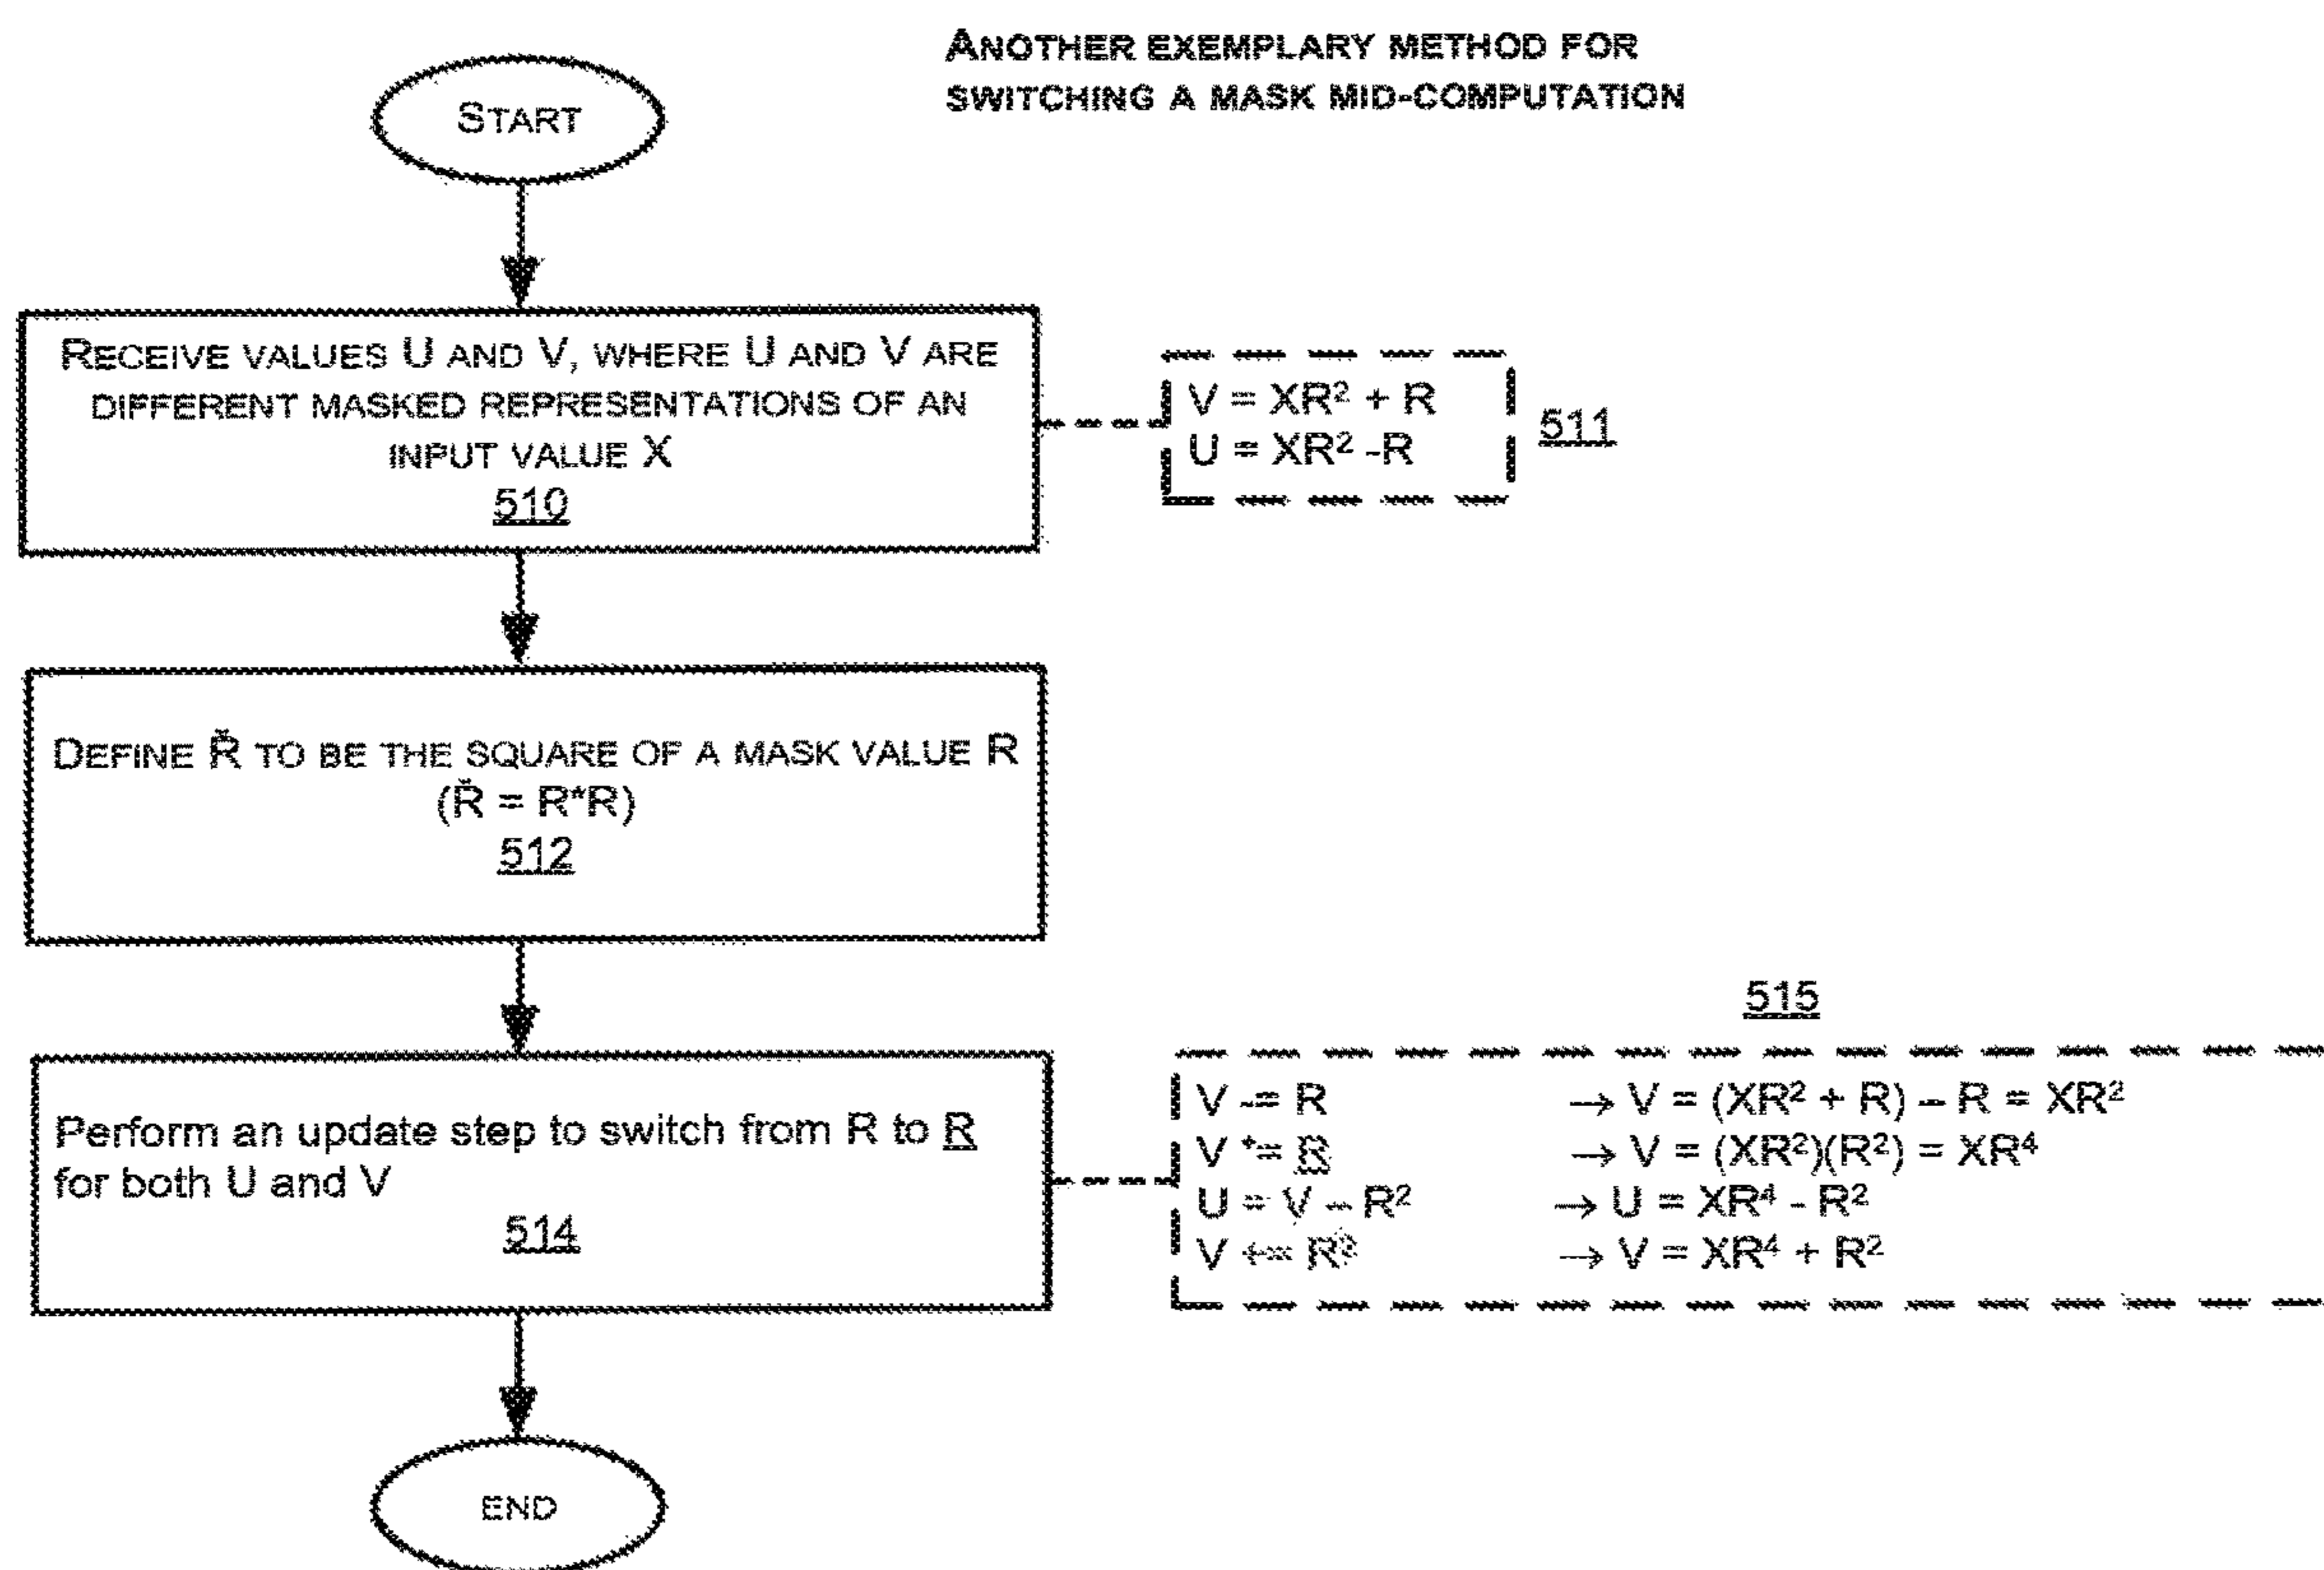 ANOTHER EXEMPLARY METHOD FOR
SWITCHING A MASK MID-COMPUTATION
START
RECEIVE VALUES U AND V, WHERE U AND V ARE
DIFFERENT MASKED REPRESENTATIONS OF AN
INPUT VALUE X
510
V = XR² + R
U = XR² -R
511
DEFINE Ř TO BE THE SQUARE OF A MASK VALUE R
(Ř = R*R)
512
515
Perform an update step to switch from R to R
for both U and V
514
V -= R → V = (XR² + R) – R = XR²
V *= R → V = (XR²)(R²) = XR⁴
U = V – R² → U = XR⁴ - R²
V += R² → V = XR⁴ + R²
END